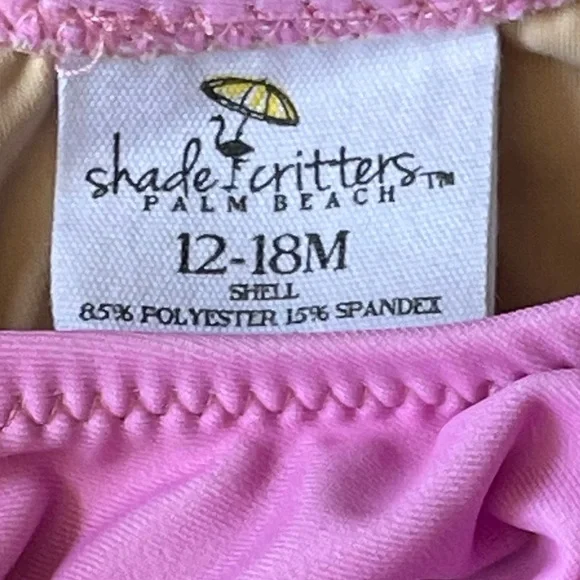 shade critters™
PALM BEACH
12-18M
SHELL
85% POLYESTER 15% SPANDEX